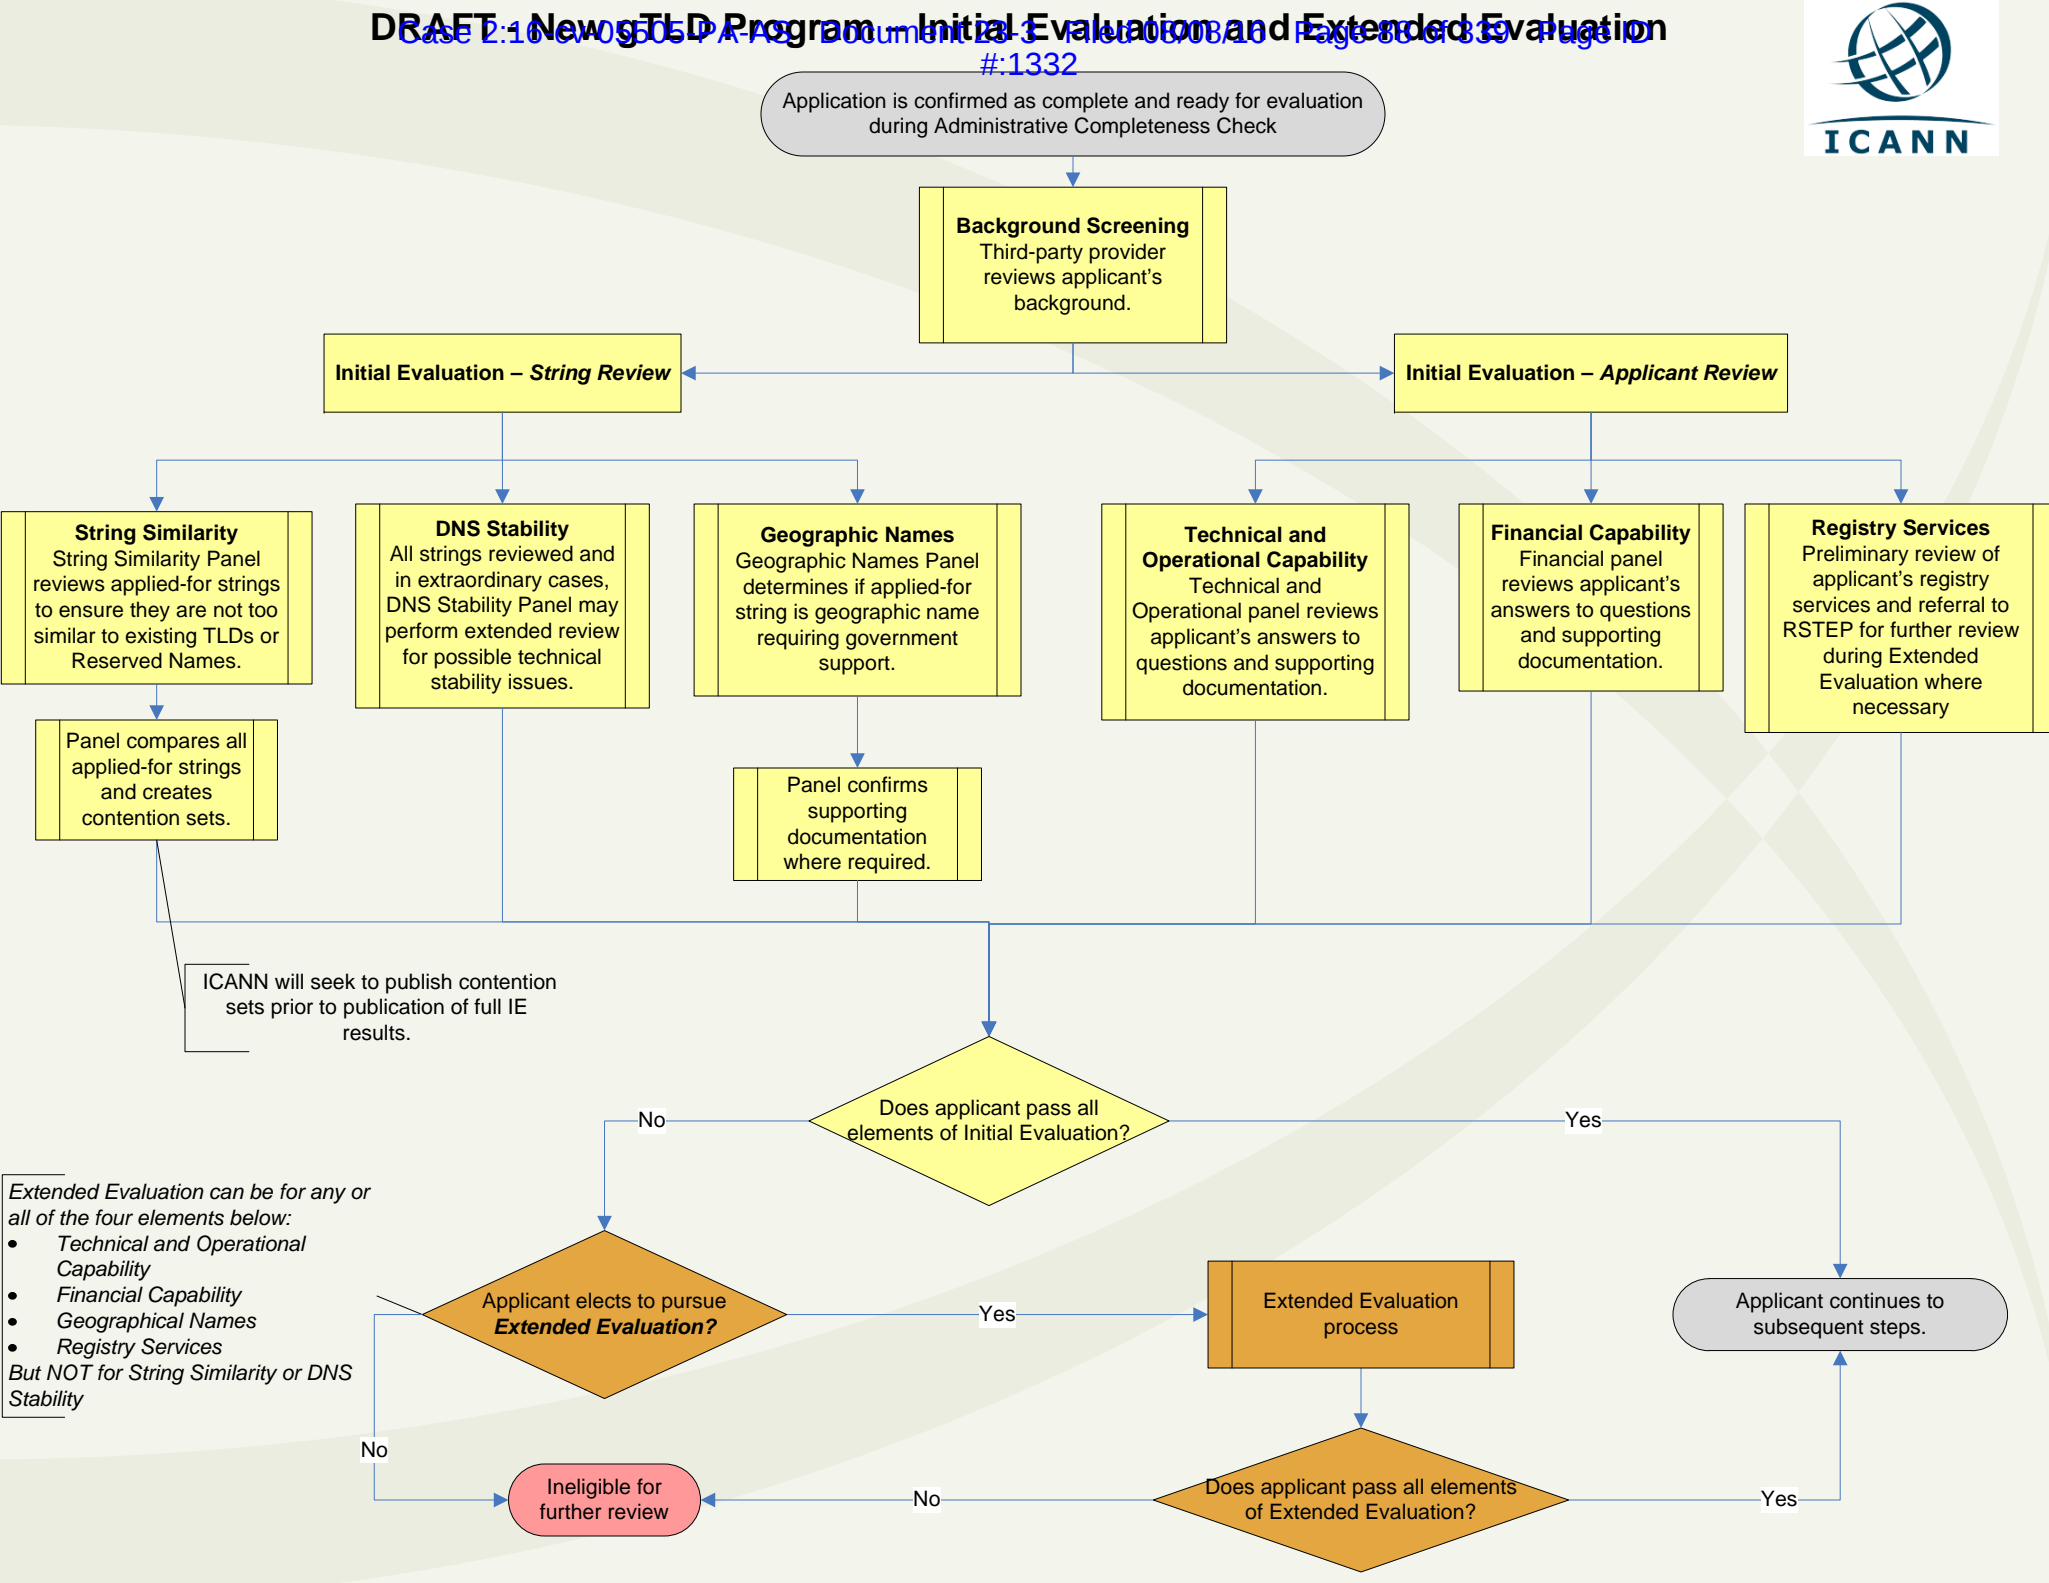 DRAFT - New gTLD Program – Initial Evaluation and Extended Evaluation
Case 2:16-cv-05505-PA-AS Document 23-3 Filed 08/08/16 Page 88 of 339 Page ID
#:1332
ICANN
Application is confirmed as complete and ready for evaluation
during Administrative Completeness Check
Background Screening
Third-party provider
reviews applicant’s
background.
Initial Evaluation – String Review
Initial Evaluation – Applicant Review
String Similarity
String Similarity Panel
reviews applied-for strings
to ensure they are not too
similar to existing TLDs or
Reserved Names.
DNS Stability
All strings reviewed and
in extraordinary cases,
DNS Stability Panel may
perform extended review
for possible technical
stability issues.
Geographic Names
Geographic Names Panel
determines if applied-for
string is geographic name
requiring government
support.
Technical and
Operational Capability
Technical and
Operational panel reviews
applicant’s answers to
questions and supporting
documentation.
Financial Capability
Financial panel
reviews applicant’s
answers to questions
and supporting
documentation.
Registry Services
Preliminary review of
applicant’s registry
services and referral to
RSTEP for further review
during Extended
Evaluation where
necessary
Panel compares all
applied-for strings
and creates
contention sets.
Panel confirms
supporting
documentation
where required.
ICANN will seek to publish contention
sets prior to publication of full IE
results.
Does applicant pass all
elements of Initial Evaluation?
No
Yes
Extended Evaluation can be for any or
all of the four elements below:
• Technical and Operational
Capability
• Financial Capability
• Geographical Names
• Registry Services
But NOT for String Similarity or DNS
Stability
Applicant elects to pursue
Extended Evaluation?
Yes
Extended Evaluation
process
Applicant continues to
subsequent steps.
No
Ineligible for
further review
No
Does applicant pass all elements
of Extended Evaluation?
Yes